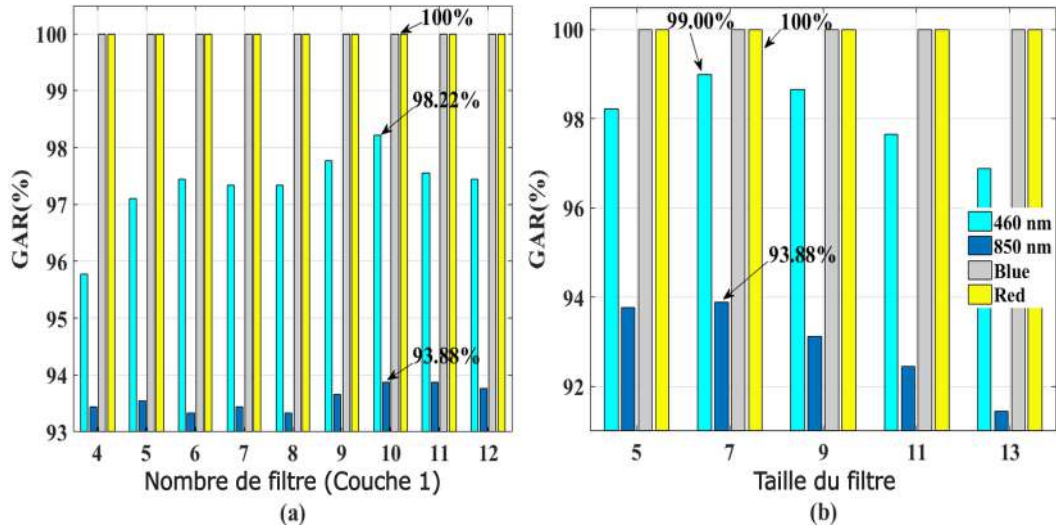 100%
98.22%
93.88%
100
99
98
97
96
95
94
93
GAR(%)
4 5 6 7 8 9 10 11 12
Nombre de filtre (Couche 1)
(a)
99.00%
100%
93.88%
100
98
96
94
92
GAR(%)
460 nm
850 nm
Blue
Red
5 7 9 11 13
Taille du filtre
(b)